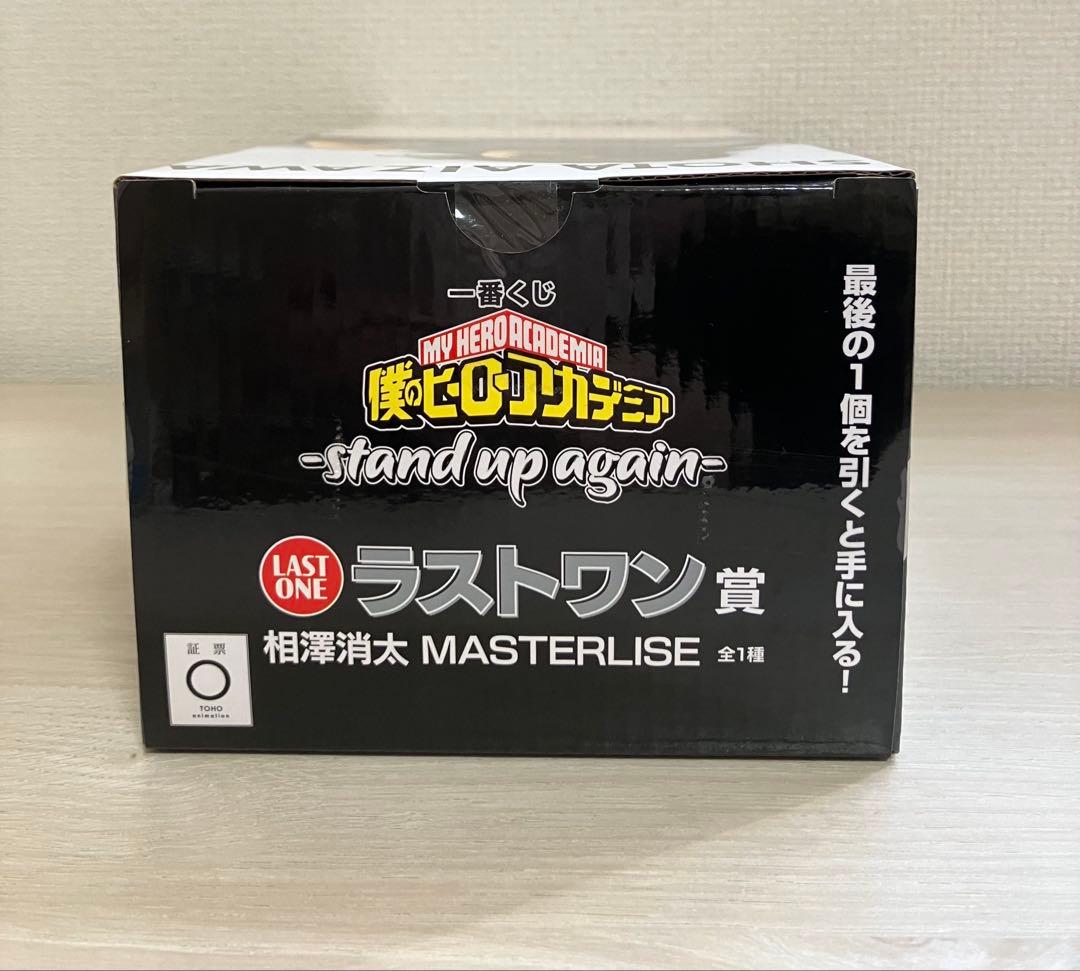 SHOTA AIZAWA
一番くじ
MY HERO ACADEMIA
僕のヒーローアカデミア
-stand up again-
LAST
ONE
ラストワン賞
相澤消太 MASTERLISE 全1種
最後の1個を引くと手に入る!
証票
TOHO
animation